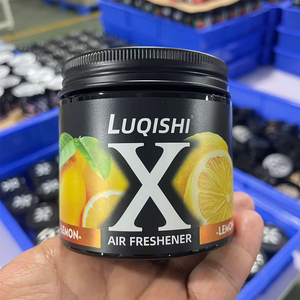 LUQISHI
X
AIR FRESHENER
LEMON-
-LEMON